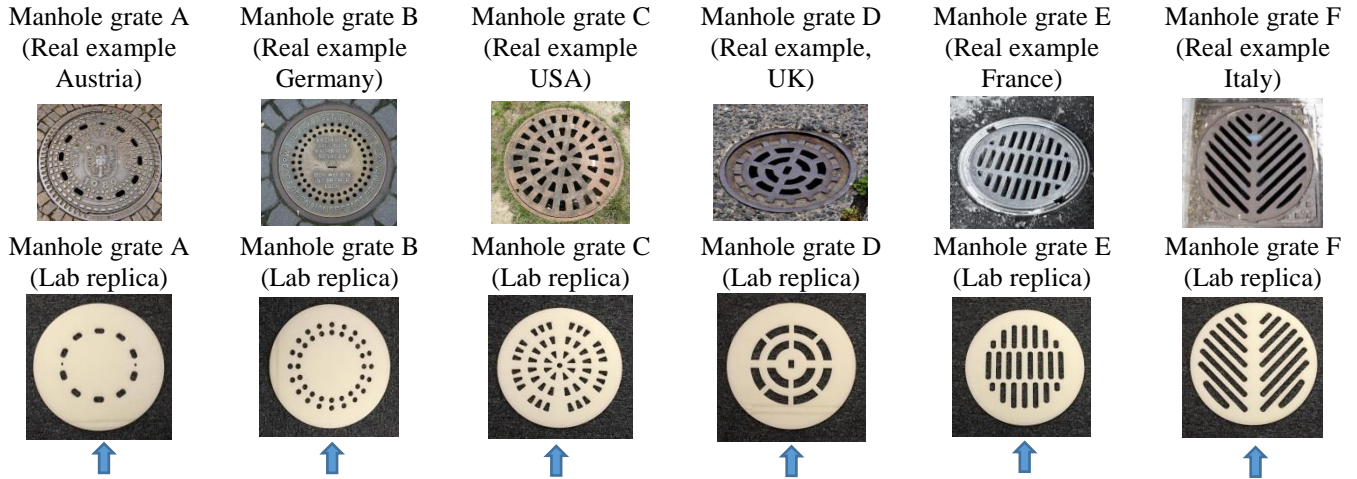 Manhole grate A
(Real example
Austria)
Manhole grate B
(Real example
Germany)
Manhole grate C
(Real example
USA)
Manhole grate D
(Real example,
UK)
Manhole grate E
(Real example
France)
Manhole grate F
(Real example
Italy)
Manhole grate A
(Lab replica)
Manhole grate B
(Lab replica)
Manhole grate C
(Lab replica)
Manhole grate D
(Lab replica)
Manhole grate E
(Lab replica)
Manhole grate F
(Lab replica)